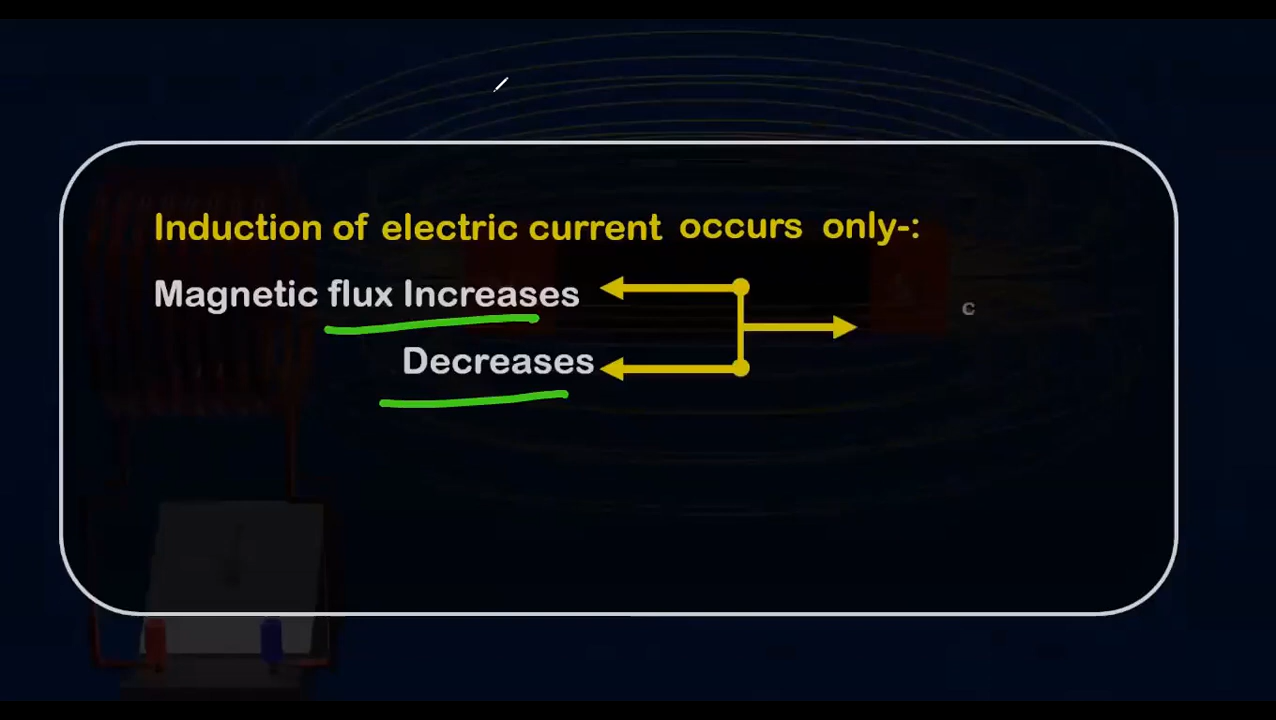 Induction of electric current occurs only-:
Magnetic flux Increases
c
Decreases